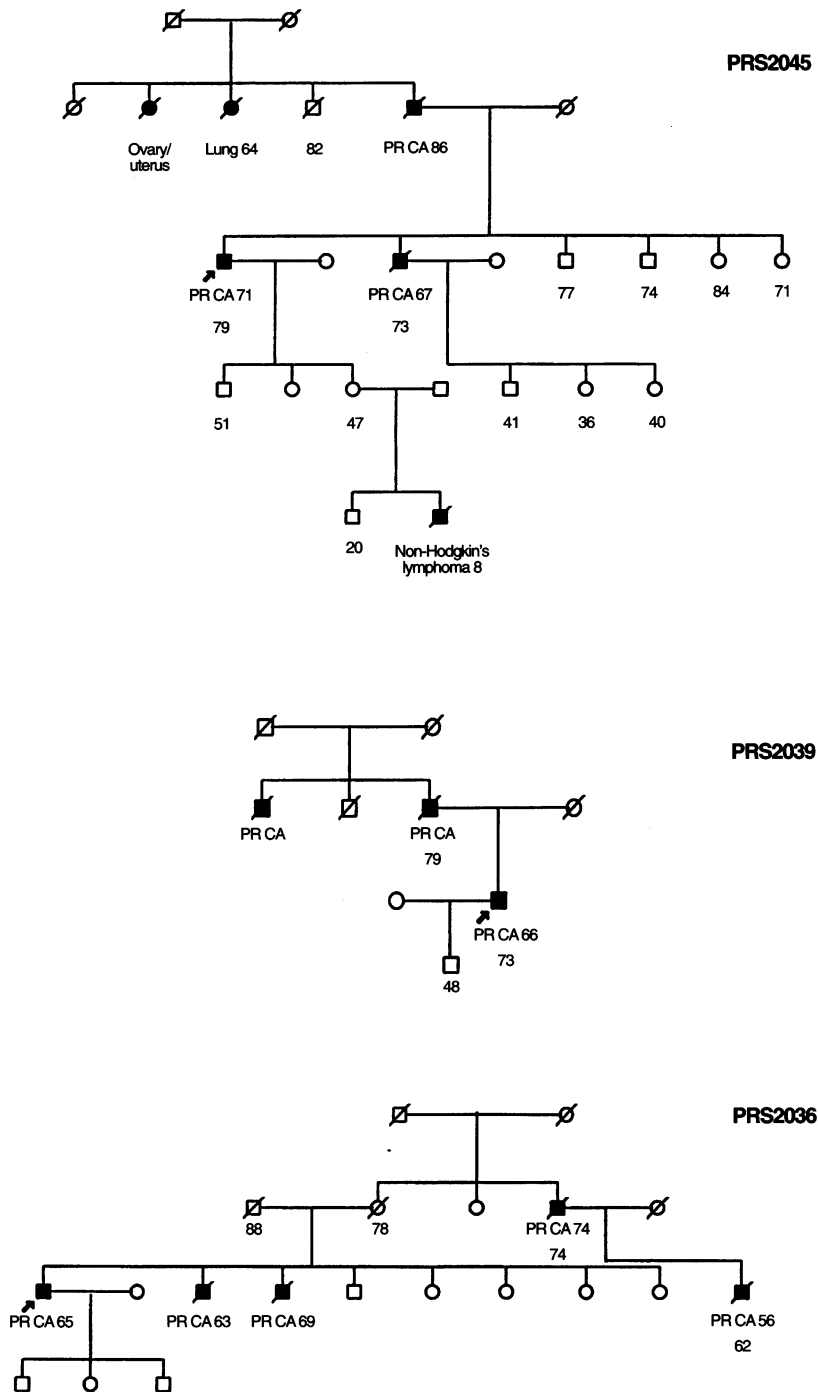 PRS2045
Ovary/
uterus
Lung 64
82
PR CA 86
PR CA 71
79
PR CA 67
73
77
74
84
71
51
47
41
36
40
20
Non-Hodgkin's
lymphoma 8
PRS2039
PR CA
PR CA
79
PR CA 66
73
48
PRS2036
88
78
PR CA 74
74
PR CA 65
PR CA 63
PR CA 69
PR CA 56
62